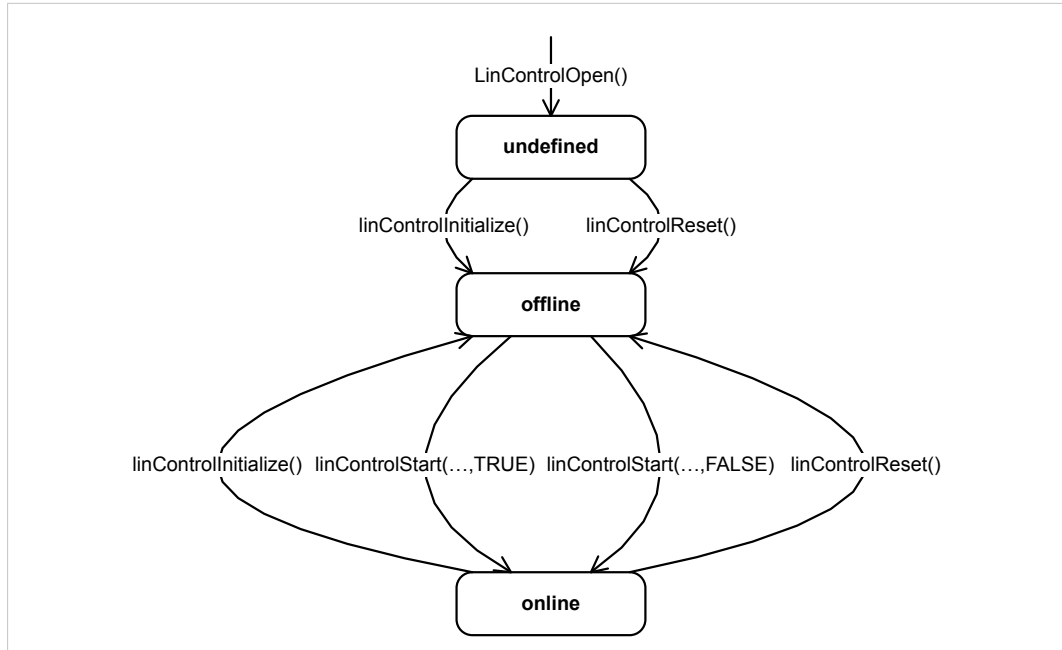 LinControlOpen()
undefined
linControlInitialize()
linControlReset()
offline
linControlInitialize()
linControlStart(…,TRUE)
linControlStart(…,FALSE)
linControlReset()
online